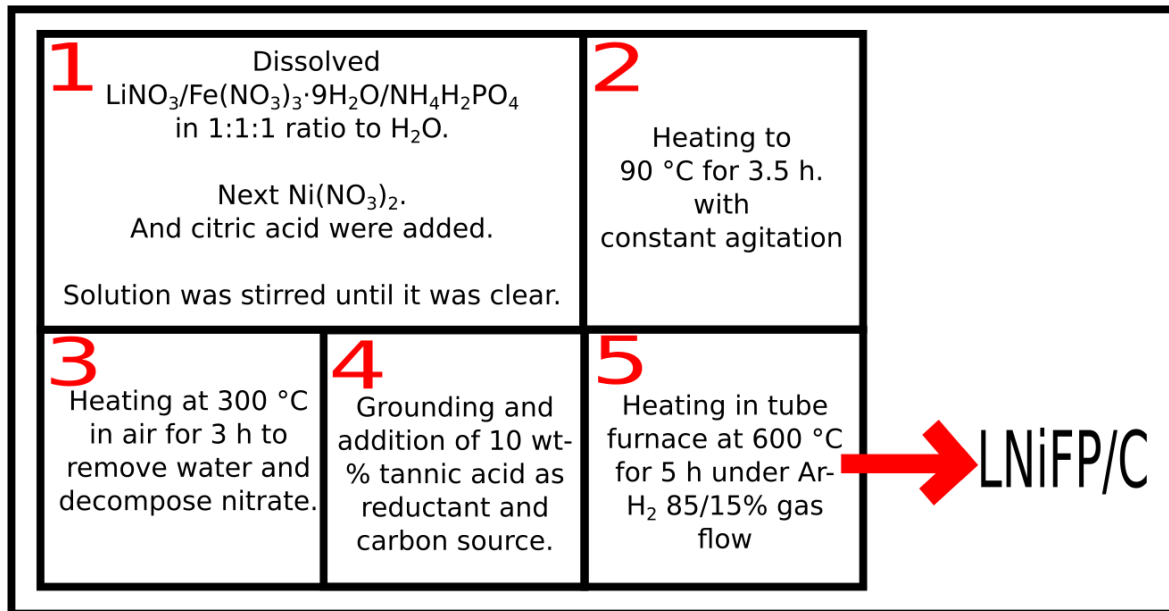 1
Dissolved
LiNO₃/Fe(NO₃)₃·9H₂O/NH₄H₂PO₄
in 1:1:1 ratio to H₂O.
Next Ni(NO₃)₂.
And citric acid were added.
Solution was stirred until it was clear.
2
Heating to
90 °C for 3.5 h.
with
constant agitation
3
Heating at 300 °C
in air for 3 h to
remove water and
decompose nitrate.
4
Grounding and
addition of 10 wt-
% tannic acid as
reductant and
carbon source.
5
Heating in tube
furnace at 600 °C
for 5 h under Ar-
H₂ 85/15% gas
flow
LNiFP/C